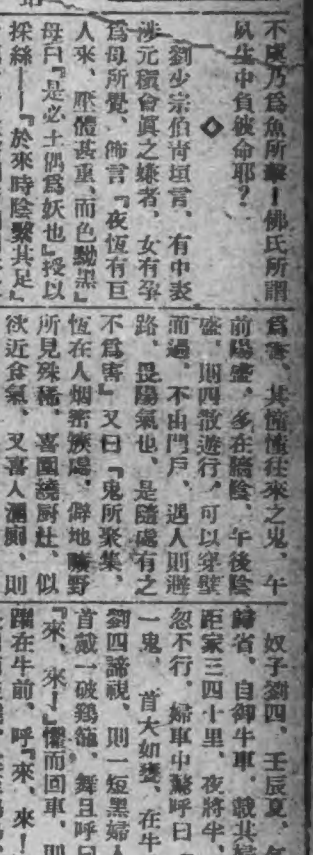 不虞乃爲魚所擊！佛氏所謂
夙生中負彼命耶？
◆
劉少宗伯靑垣言、有中表
涉元稹會眞之嫌者、女有孕
爲母所覺、飾言『夜恆有巨
人來、壓體甚重、而色黝黑』
母曰『是必土偶爲妖也』授以
採絲——『於來時陰繫其足』
爲害、其憧憧往來之鬼、午
前陽盛、多在牆陰、午後陰
盛、則四散遊行、可以穿壁
而過、不由門戶、遇人則避
路、畏陽氣也、是隨處有之
不爲害』又曰『鬼所聚集、
恆在人烟密簇處、僻地曠野
所見殊稀、喜圍繞厨灶、似
欲近食氣、又喜入溷厠、則
奴子劉四、壬辰夏、
歸省、自御牛車、載其婦
距家三四十里、夜將半、
忽不行、婦車中驚呼曰
一鬼、首大如甕、在牛
劉四諦視、則一短黑婦人
首戴一破鷄籠、舞且呼曰
『來、來！』懼而回車、則
躍在牛前、呼『來、來！